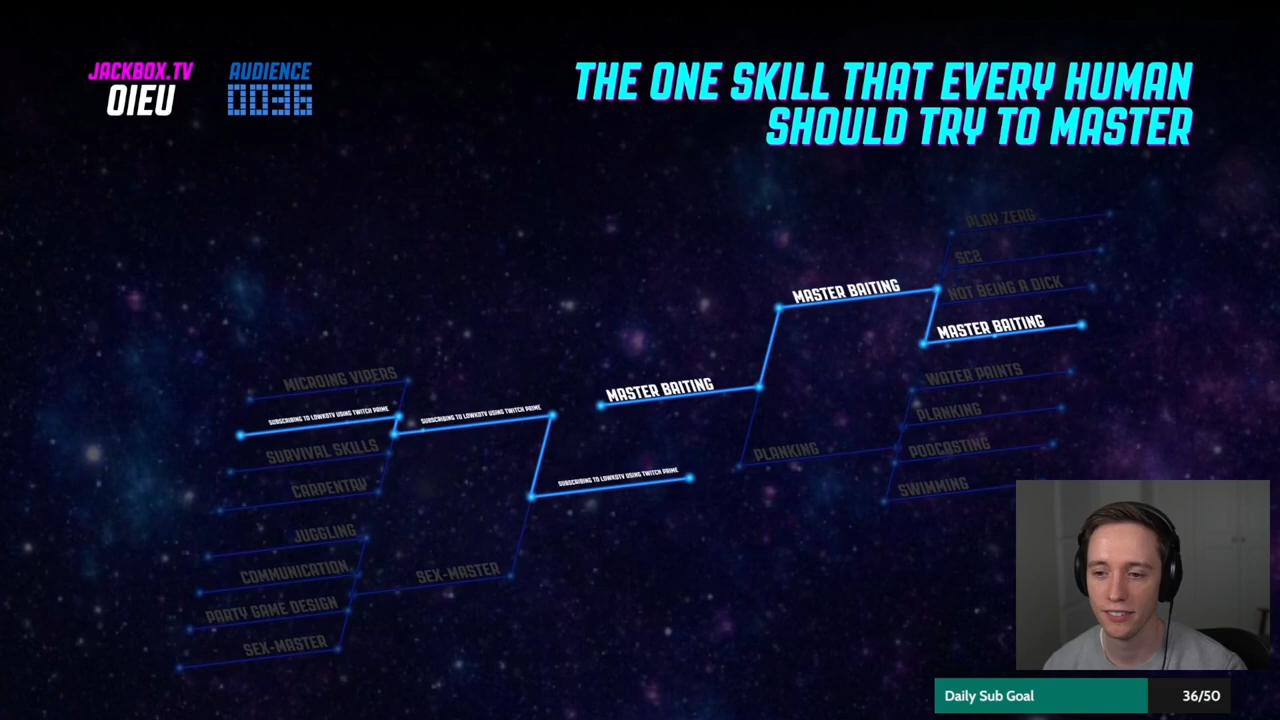 JACKBOX.TV
OIEU
AUDIENCE
0036
THE ONE SKILL THAT EVERY HUMAN
SHOULD TRY TO MASTER
MICROING VIPERS
SUBSCRIBING TO LOWKOTV USING TWITCH PRIME
SURVIVAL SKILLS
CARPENTRY
JUGGLING
COMMUNICATION
PARTY GAME DESIGN
SEX-MASTER
SUBSCRIBING TO LOWKOTV USING TWITCH PRIME
SEX-MASTER
SUBSCRIBING TO LOWKOTV USING TWITCH PRIME
MASTER BAITING
MASTER BAITING
PLANKING
PLAY ZERG
SC2
NOT BEING A DICK
MASTER BAITING
WATER PAINTS
PLANKING
PODCASTING
SWIMMING
Daily Sub Goal
36/50